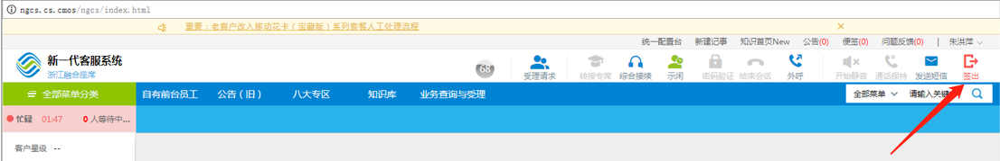 ngcs.cs.cmos/ngcs/index.html
重要：老客户改入移动花卡（宝藏版）系列套餐人工处理流程
统一配置台 新建记事 知识首页New 公告(0) 便签(0) 问题反馈(0) | 朱洪萍
新一代客服系统
浙江融合座席
68
受理请求 转接专席 综合接续 示闲 密码验证 结束会话 外呼 开始静音 通话保持 发送短信 签出
全部菜单分类 自有前台员工 公告（旧） 八大专区 知识库 业务查询与受理 全部菜单 请输入关键
忙碌 01:47 0 人等待中...
客户星级 --